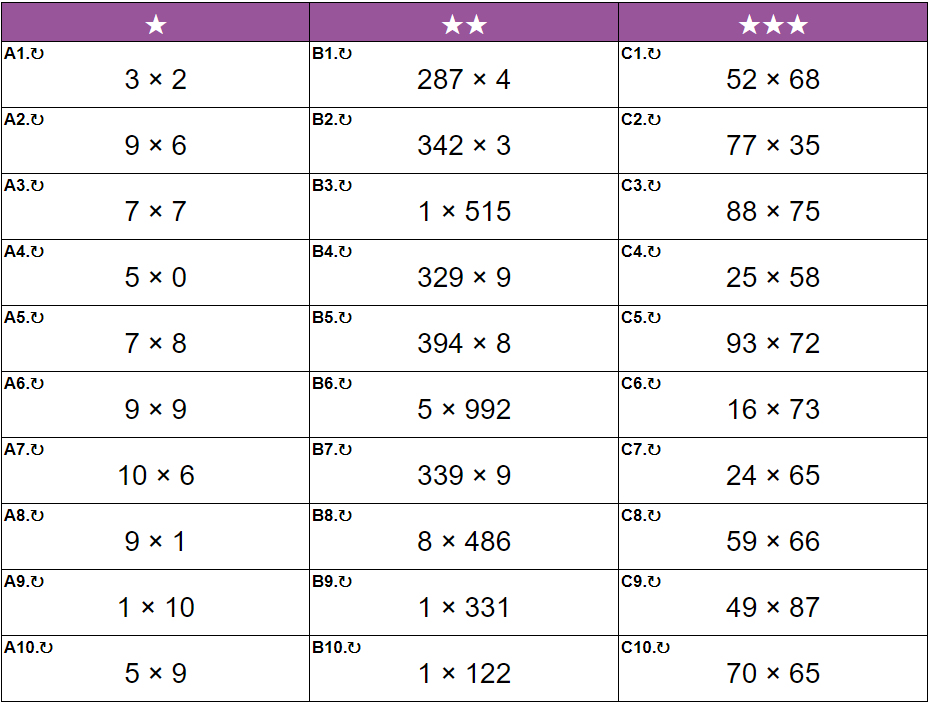 ★ ★★ ★★★
A1.↻ B1.↻ C1.↻
3 × 2 287 × 4 52 × 68
A2.↻ B2.↻ C2.↻
9 × 6 342 × 3 77 × 35
A3.↻ B3.↻ C3.↻
7 × 7 1 × 515 88 × 75
A4.↻ B4.↻ C4.↻
5 × 0 329 × 9 25 × 58
A5.↻ B5.↻ C5.↻
7 × 8 394 × 8 93 × 72
A6.↻ B6.↻ C6.↻
9 × 9 5 × 992 16 × 73
A7.↻ B7.↻ C7.↻
10 × 6 339 × 9 24 × 65
A8.↻ B8.↻ C8.↻
9 × 1 8 × 486 59 × 66
A9.↻ B9.↻ C9.↻
1 × 10 1 × 331 49 × 87
A10.↻ B10.↻ C10.↻
5 × 9 1 × 122 70 × 65